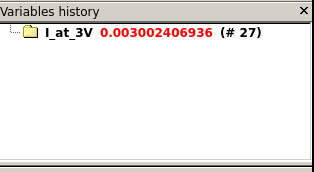 Variables history
I_at_3V 0.003002406936 (# 27)